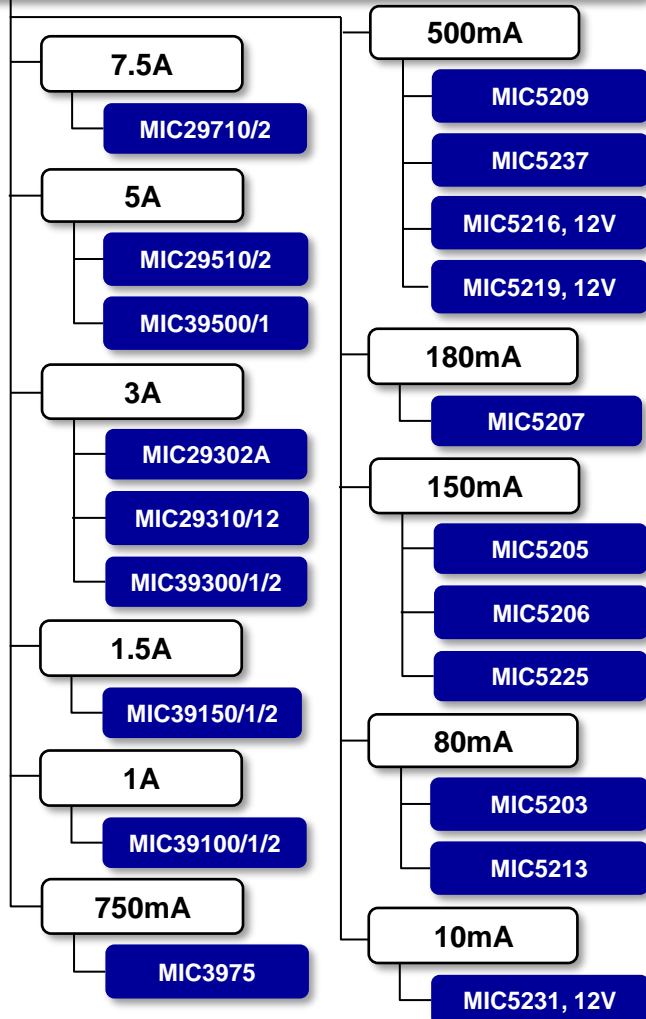 7.5A
MIC29710/2
5A
MIC29510/2
MIC39500/1
3A
MIC29302A
MIC29310/12
MIC39300/1/2
1.5A
MIC39150/1/2
1A
MIC39100/1/2
750mA
MIC3975
500mA
MIC5209
MIC5237
MIC5216, 12V
MIC5219, 12V
180mA
MIC5207
150mA
MIC5205
MIC5206
MIC5225
80mA
MIC5203
MIC5213
10mA
MIC5231, 12V